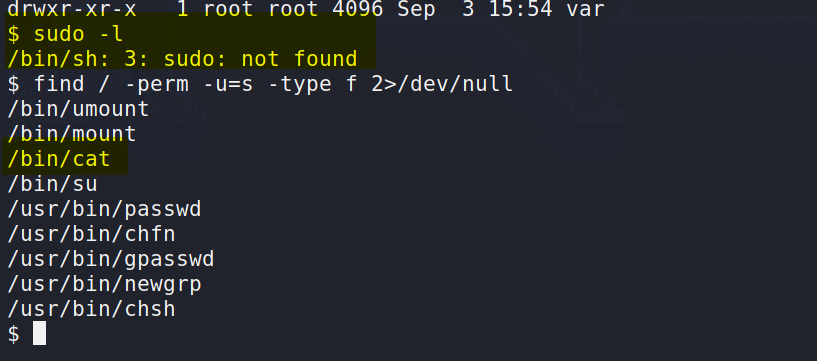 drwxr-xr-x   1 root root 4096 Sep  3 15:54 var
$ sudo -l
/bin/sh: 3: sudo: not found
$ find / -perm -u=s -type f 2>/dev/null
/bin/umount
/bin/mount
/bin/cat
/bin/su
/usr/bin/passwd
/usr/bin/chfn
/usr/bin/gpasswd
/usr/bin/newgrp
/usr/bin/chsh
$